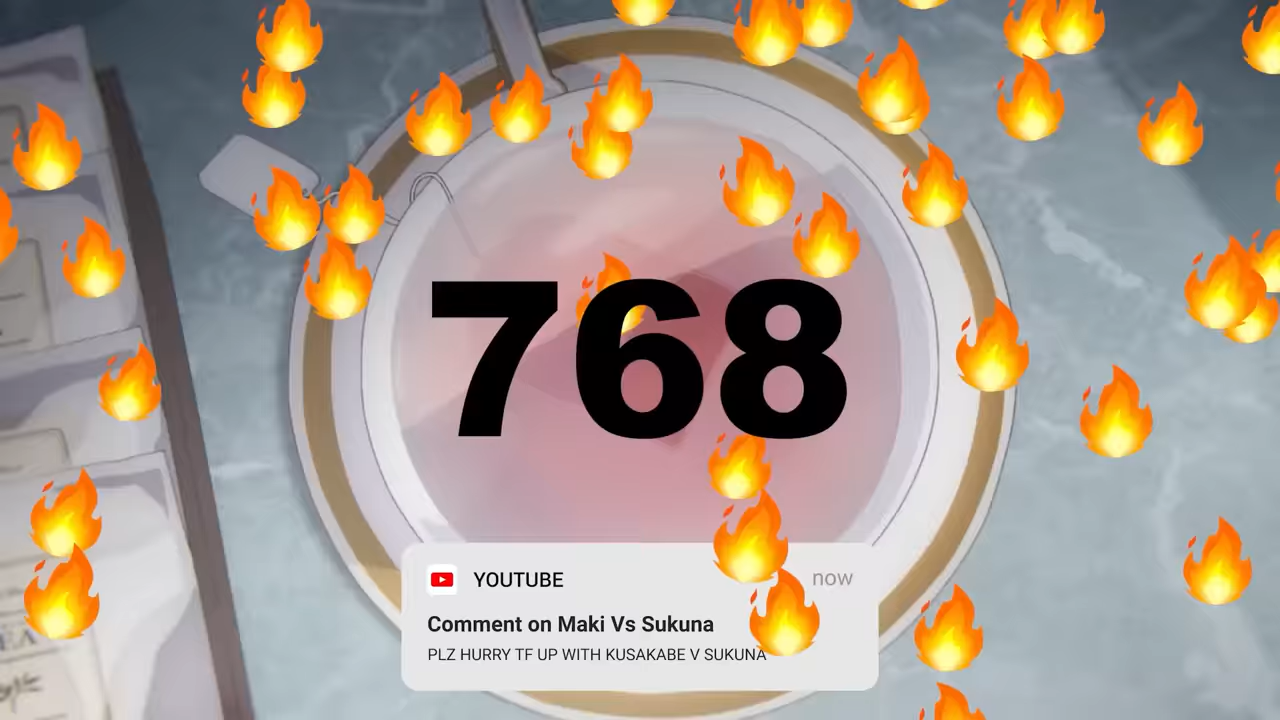 768
YOUTUBE
now
Comment on Maki Vs Sukuna
PLZ HURRY TF UP WITH KUSAKABE V SUKUNA